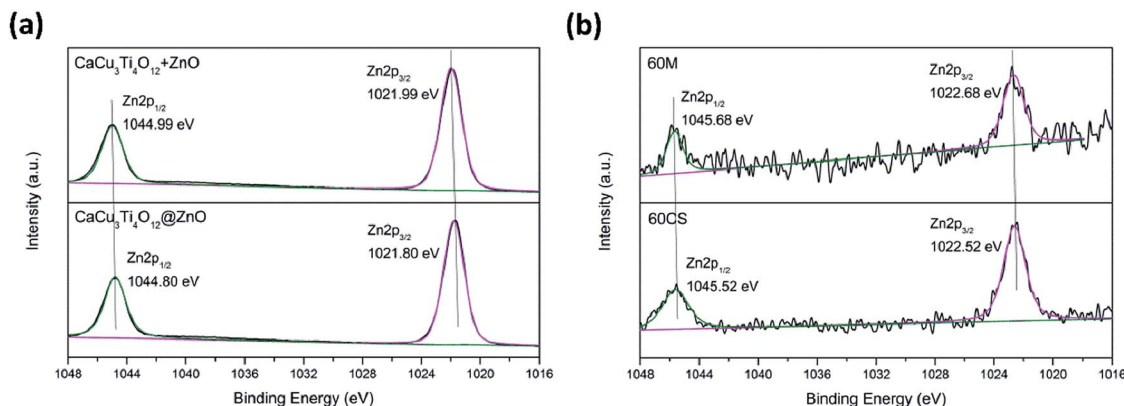 (a)
CaCu₃Ti₄O₁₂+ZnO
Zn2p₃/₂
1021.99 eV
Zn2p₁/₂
1044.99 eV
CaCu₃Ti₄O₁₂@ZnO
Zn2p₃/₂
1021.80 eV
Zn2p₁/₂
1044.80 eV
Intensity (a.u.)
1048 1044 1040 1036 1032 1028 1024 1020 1016
Binding Energy (eV)
(b)
60M
Zn2p₃/₂
1022.68 eV
Zn2p₁/₂
1045.68 eV
60CS
Zn2p₃/₂
1022.52 eV
Zn2p₁/₂
1045.52 eV
Intensity (a.u.)
1048 1044 1040 1036 1032 1028 1024 1020 1016
Binding Energy (eV)